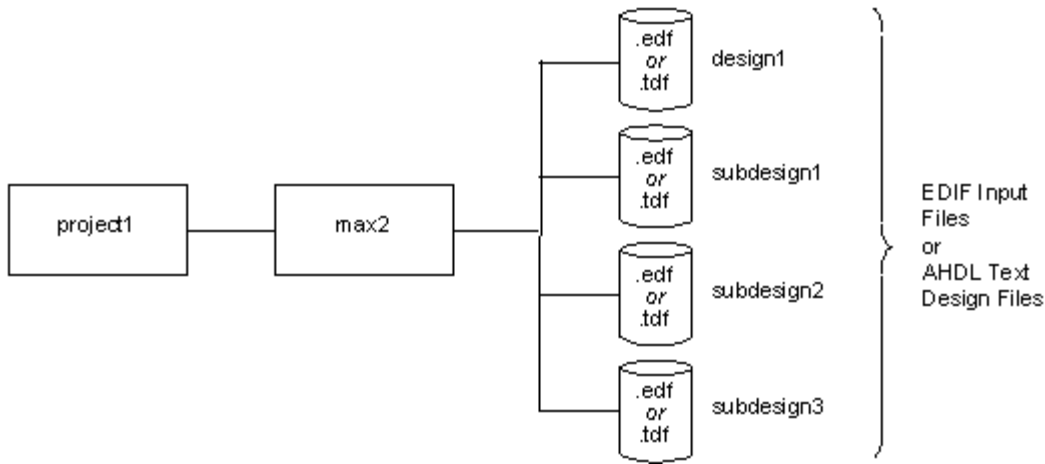 .edf
or
.tdf
design1
.edf
or
.tdf
subdesign1
project1
max2
.edf
or
.tdf
subdesign2
.edf
or
.tdf
subdesign3
EDIF Input
Files
or
AHDL Text
Design Files